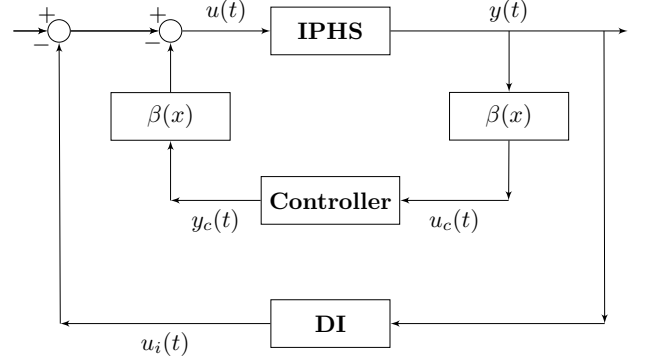 +
−
+
−
u(t)
IPHS
y(t)
β(x)
β(x)
Controller
y_c(t)
u_c(t)
DI
u_i(t)